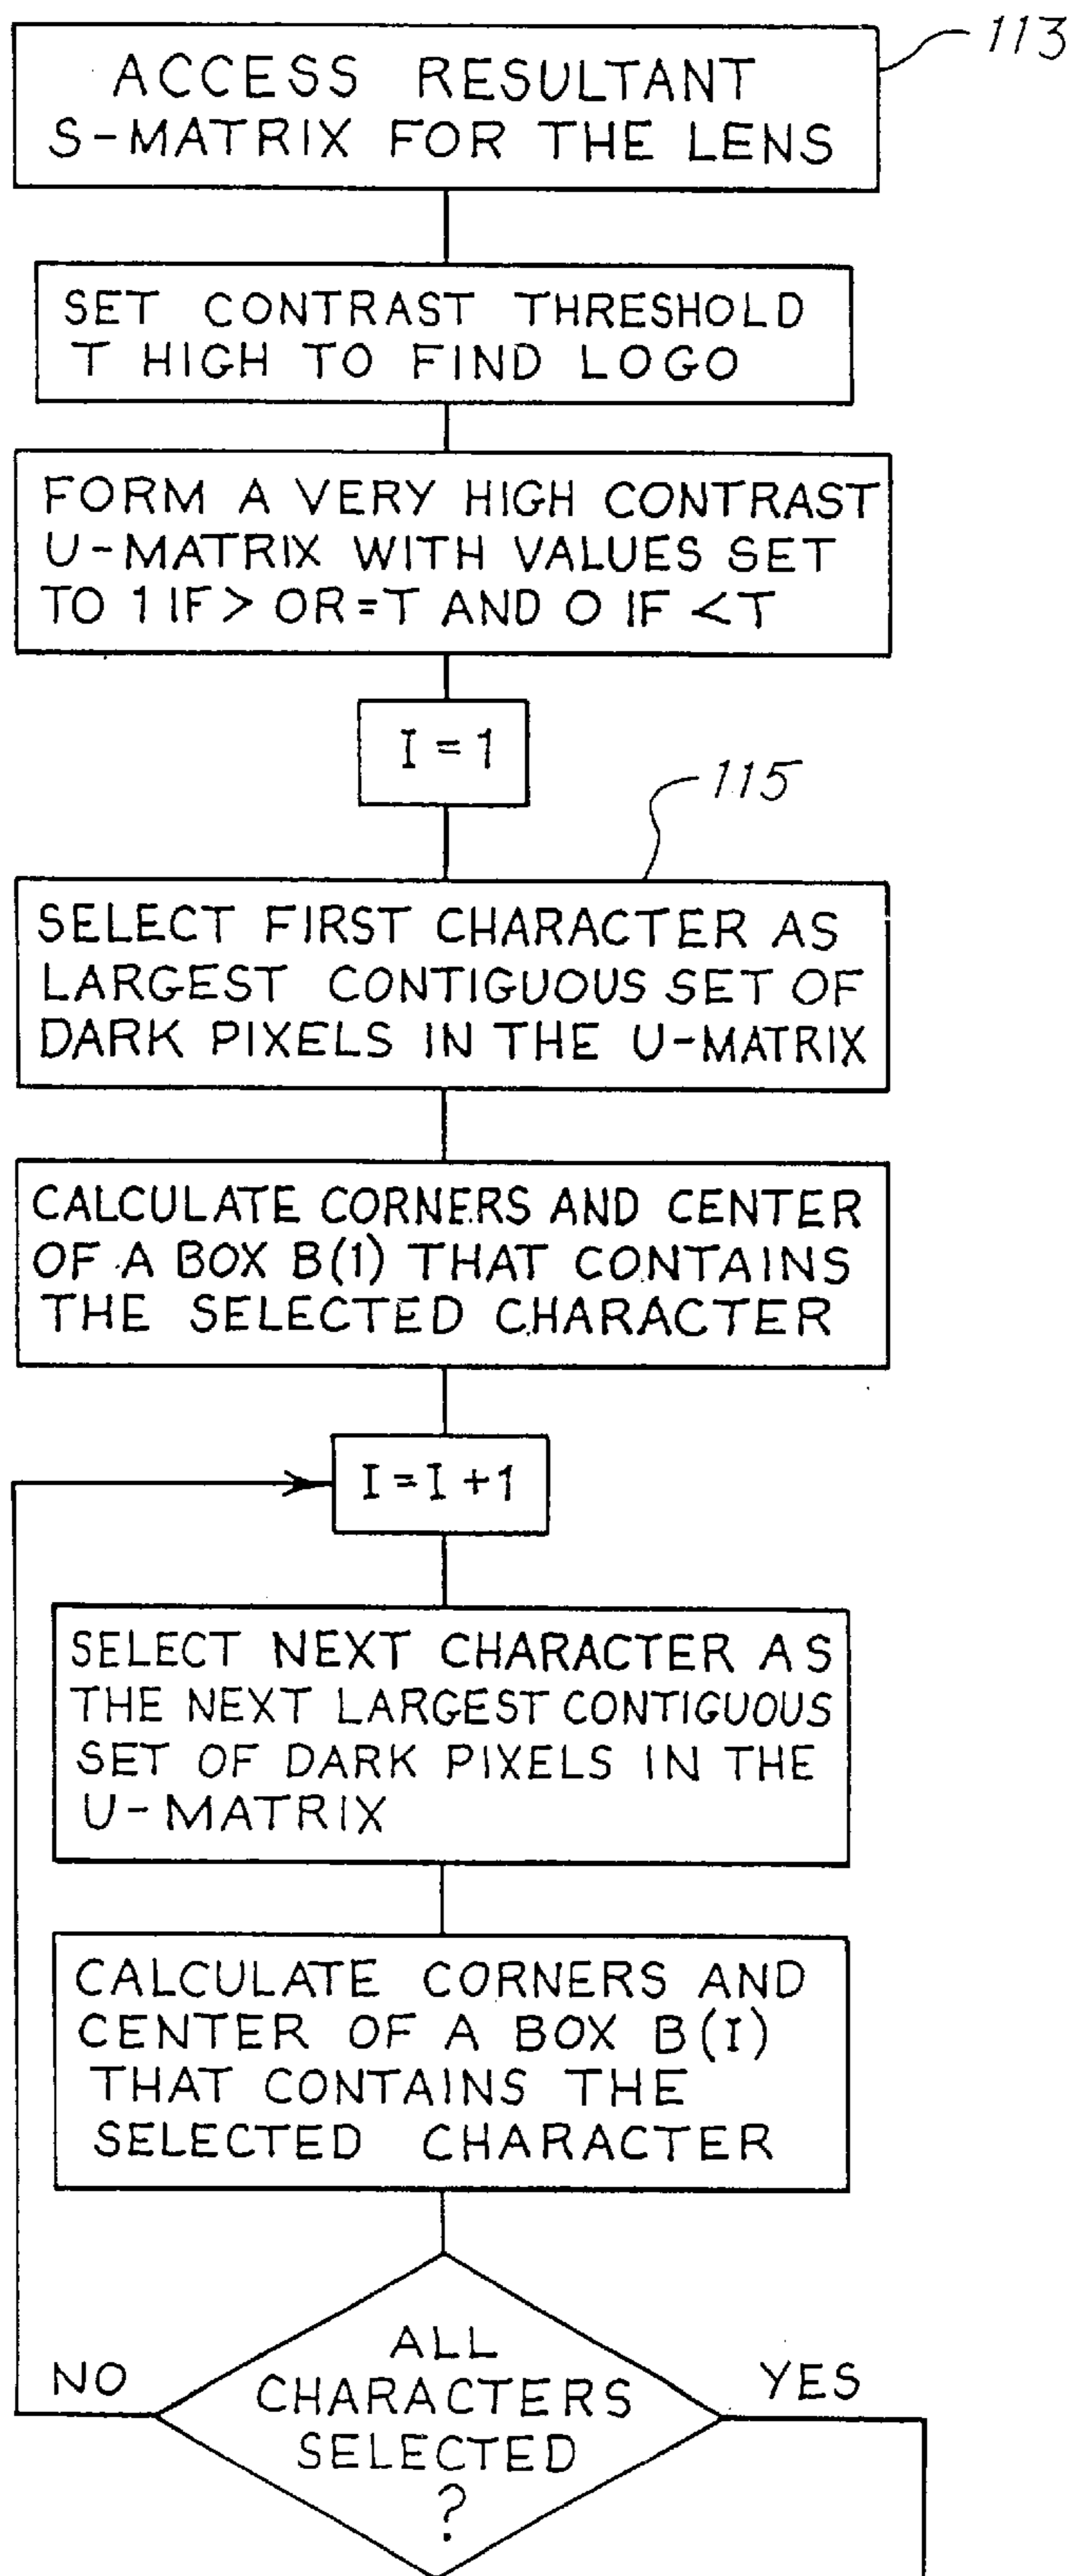 113
ACCESS RESULTANT
S-MATRIX FOR THE LENS
SET CONTRAST THRESHOLD
T HIGH TO FIND LOGO
FORM A VERY HIGH CONTRAST
U-MATRIX WITH VALUES SET
TO 1 IF > OR = T AND 0 IF < T
I = 1
115
SELECT FIRST CHARACTER AS
LARGEST CONTIGUOUS SET OF
DARK PIXELS IN THE U-MATRIX
CALCULATE CORNERS AND CENTER
OF A BOX B(1) THAT CONTAINS
THE SELECTED CHARACTER
I = I + 1
SELECT NEXT CHARACTER AS
THE NEXT LARGEST CONTIGUOUS
SET OF DARK PIXELS IN THE
U-MATRIX
CALCULATE CORNERS AND
CENTER OF A BOX B(I)
THAT CONTAINS THE
SELECTED CHARACTER
ALL
NO
YES
CHARACTERS
SELECTED
?